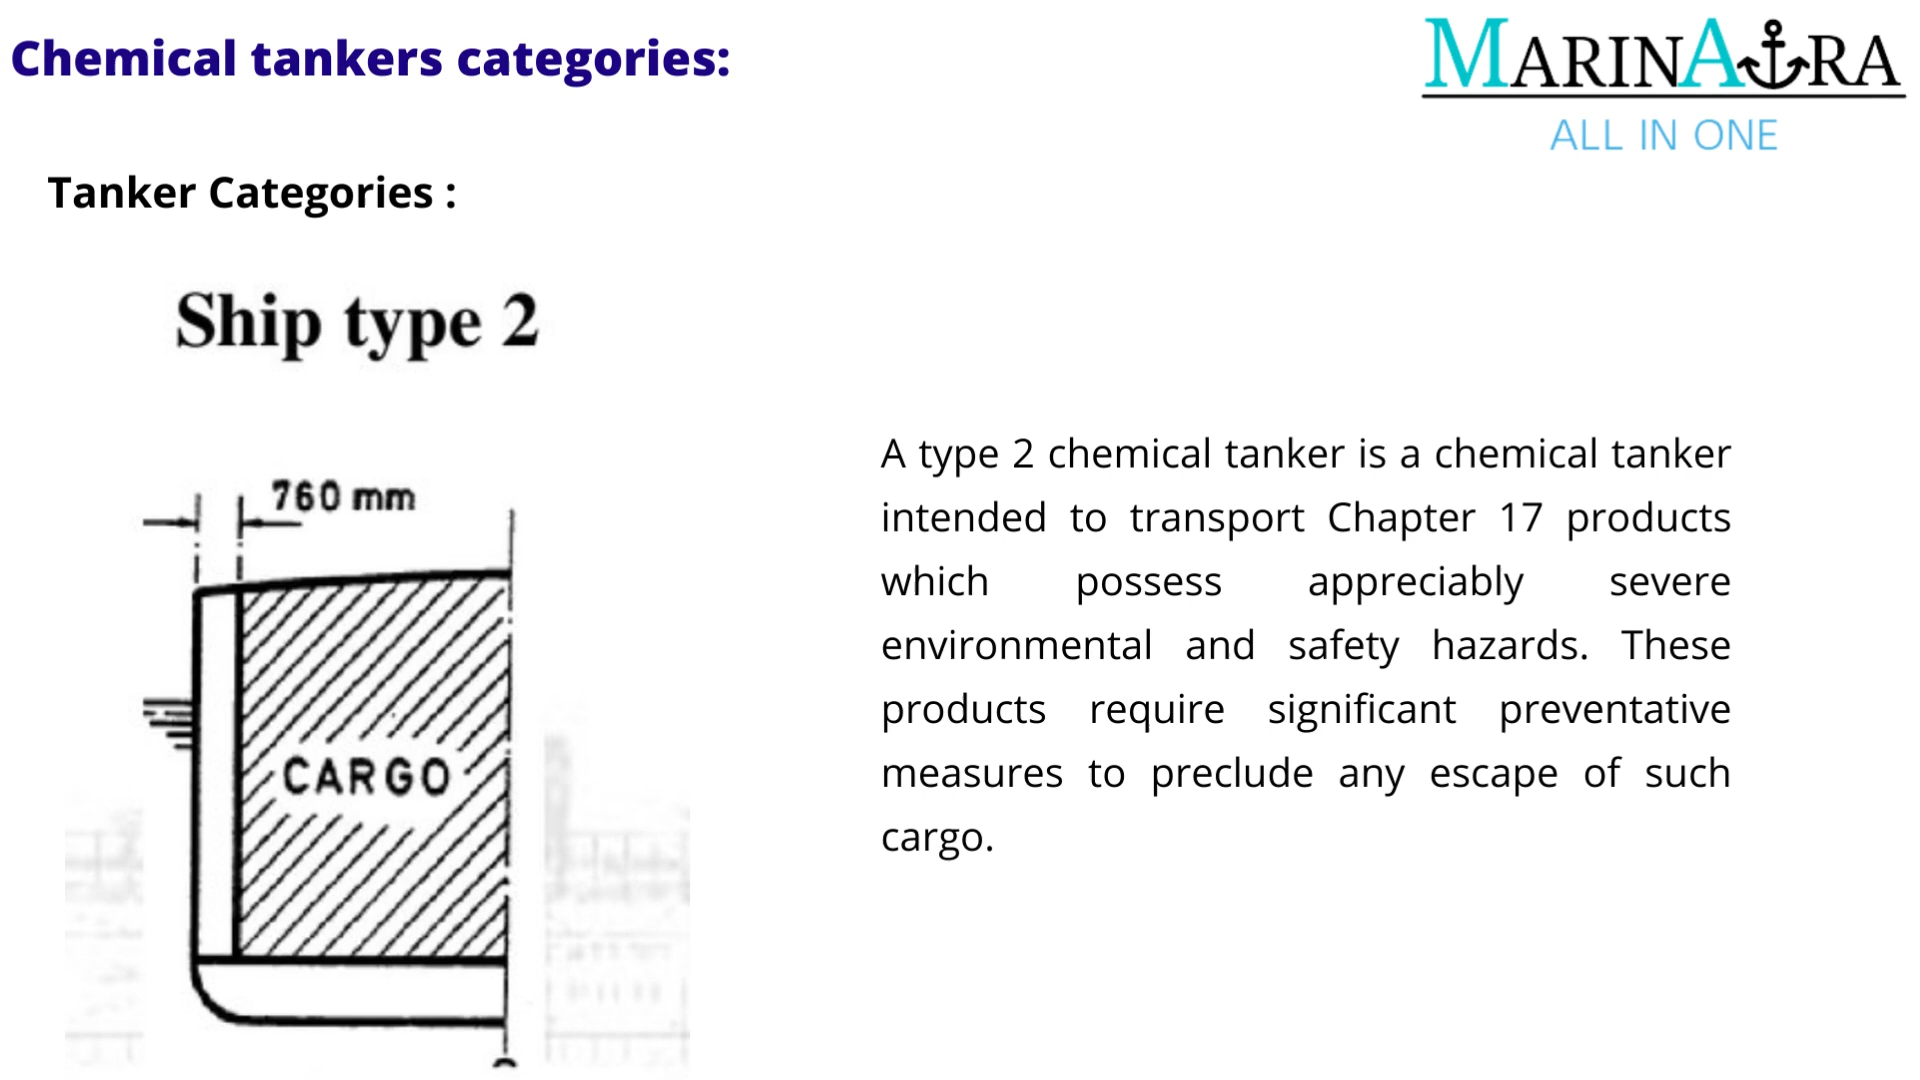 Chemical tankers categories:
MARINAURA
ALL IN ONE
Tanker Categories :
Ship type 2
760 mm
CARGO
A type 2 chemical tanker is a chemical tanker
intended to transport Chapter 17 products
which possess appreciably severe
environmental and safety hazards. These
products require significant preventative
measures to preclude any escape of such
cargo.